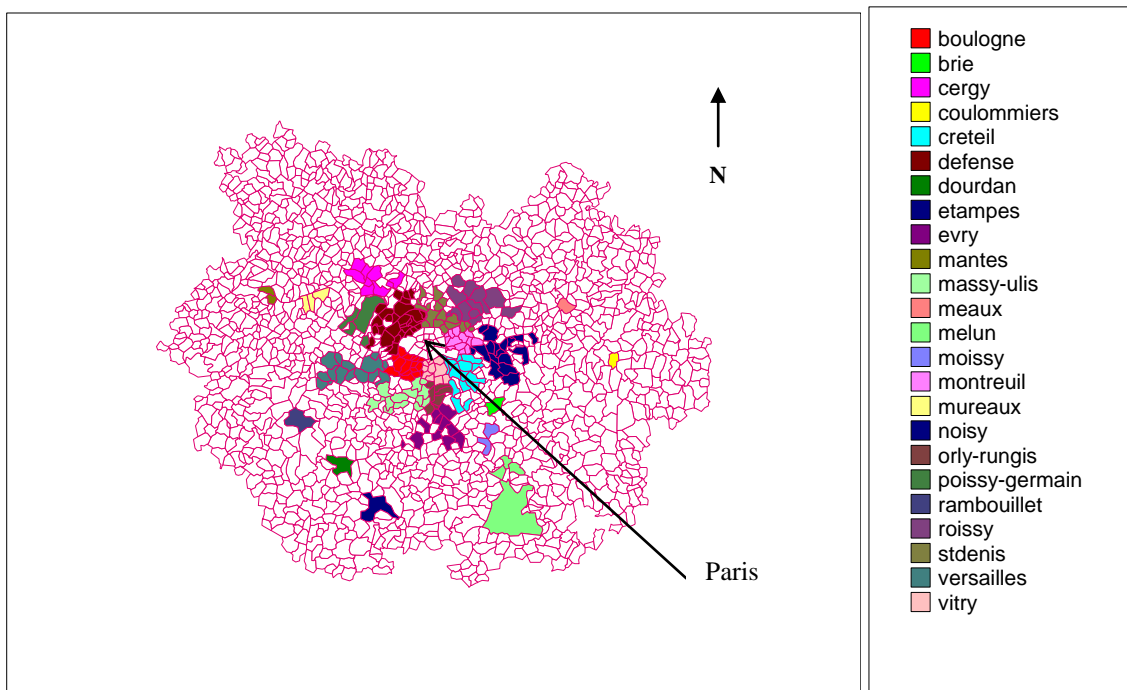 N
Paris
boulogne
brie
cergy
coulommiers
creteil
defense
dourdan
etampes
evry
mantes
massy-ulis
meaux
melun
moissy
montreuil
mureaux
noisy
orly-rungis
poissy-germain
rambouillet
roissy
stdenis
versailles
vitry